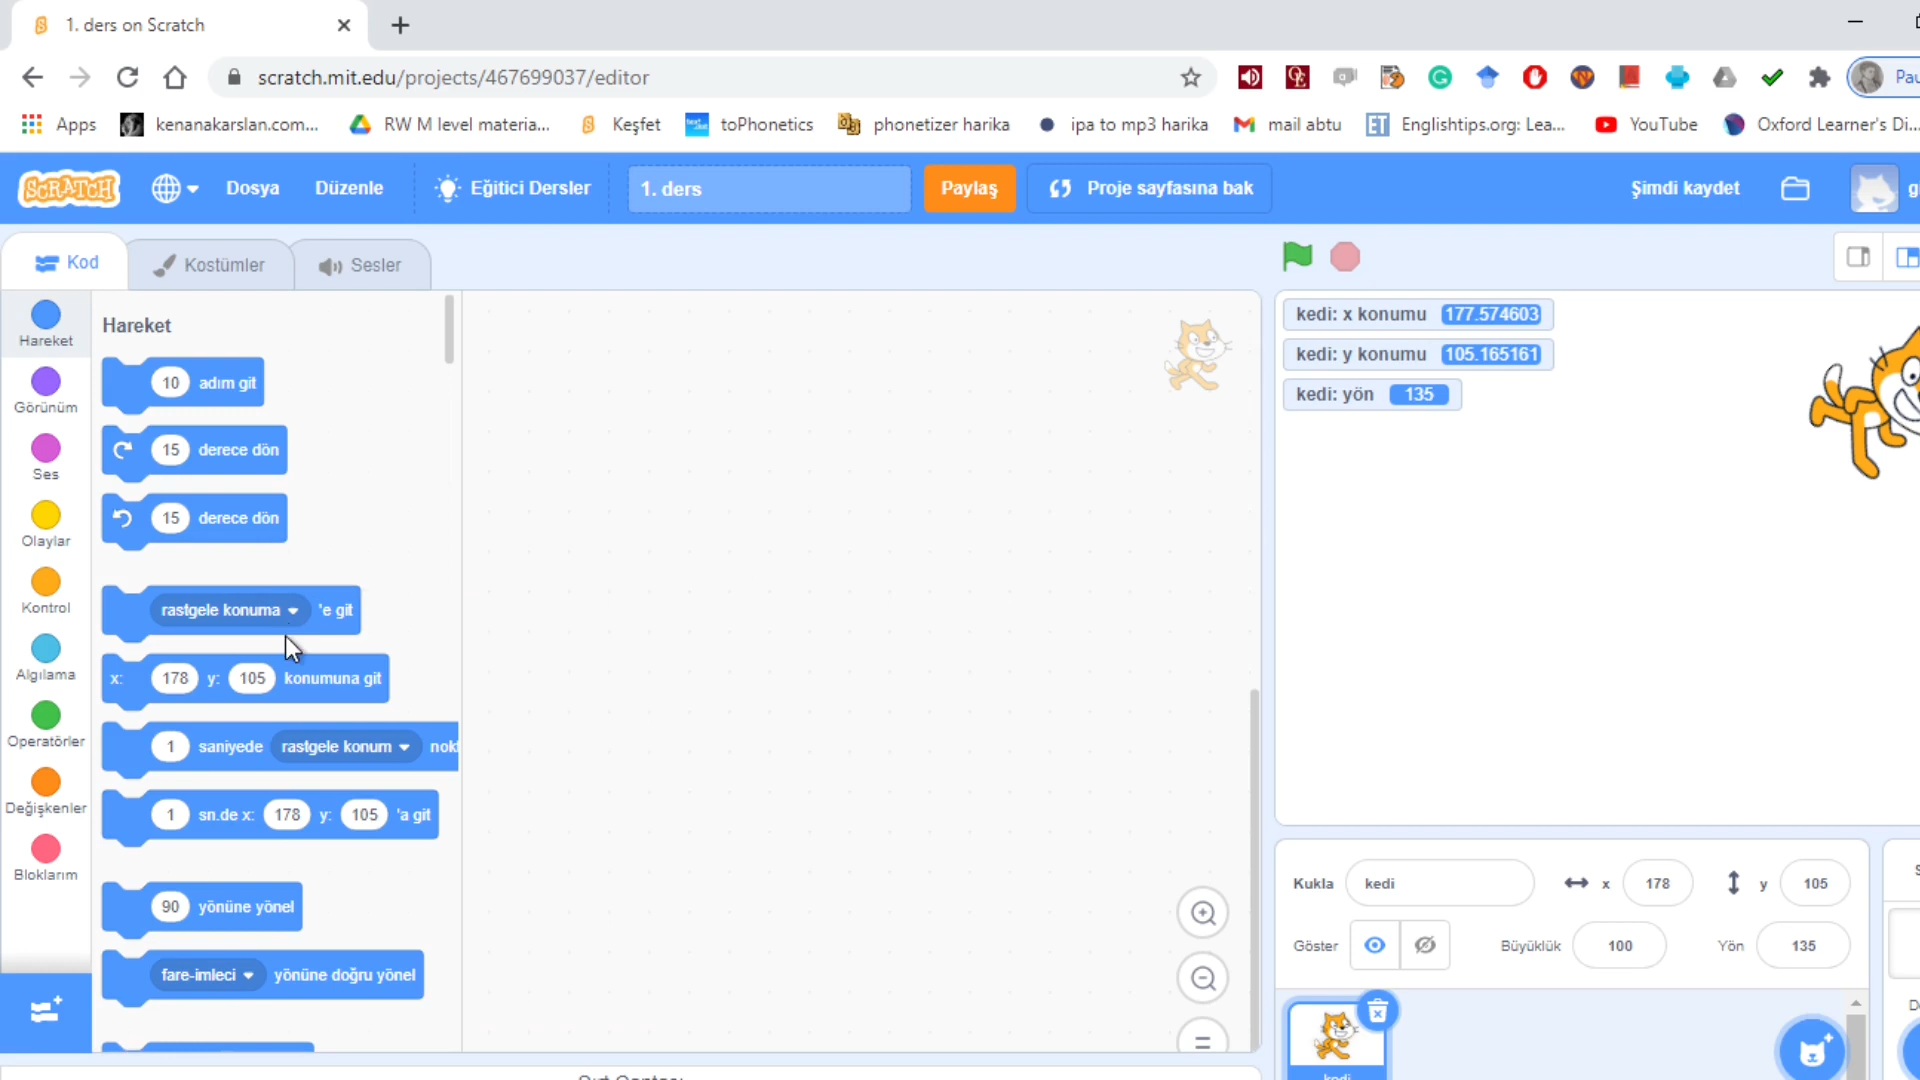 1. ders on Scratch
scratch.mit.edu/projects/467699037/editor
Pau
Apps kenanakarslan.com... RW M level materia... Keşfet toPhonetics phonetizer harika ipa to mp3 harika mail abtu Englishtips.org: Lea... YouTube Oxford Learner's Di...
SCRATCH Dosya Düzenle Eğitici Dersler 1. ders Paylaş Proje sayfasına bak Şimdi kaydet
Kod Kostümler Sesler
Hareket
Görünüm
Ses
Olaylar
Kontrol
Algılama
Operatörler
Değişkenler
Bloklarım
Hareket
10 adım git
15 derece dön
15 derece dön
rastgele konuma 'e git
x: 178 y: 105 konumuna git
1 saniyede rastgele konum
1 sn.de x: 178 y: 105 'a git
90 yönüne yönel
fare-imleci yönüne doğru yönel
kedi: x konumu 177.574603
kedi: y konumu 105.165161
kedi: yön 135
Kukla kedi x 178 y 105
Göster Büyüklük 100 Yön 135
kedi